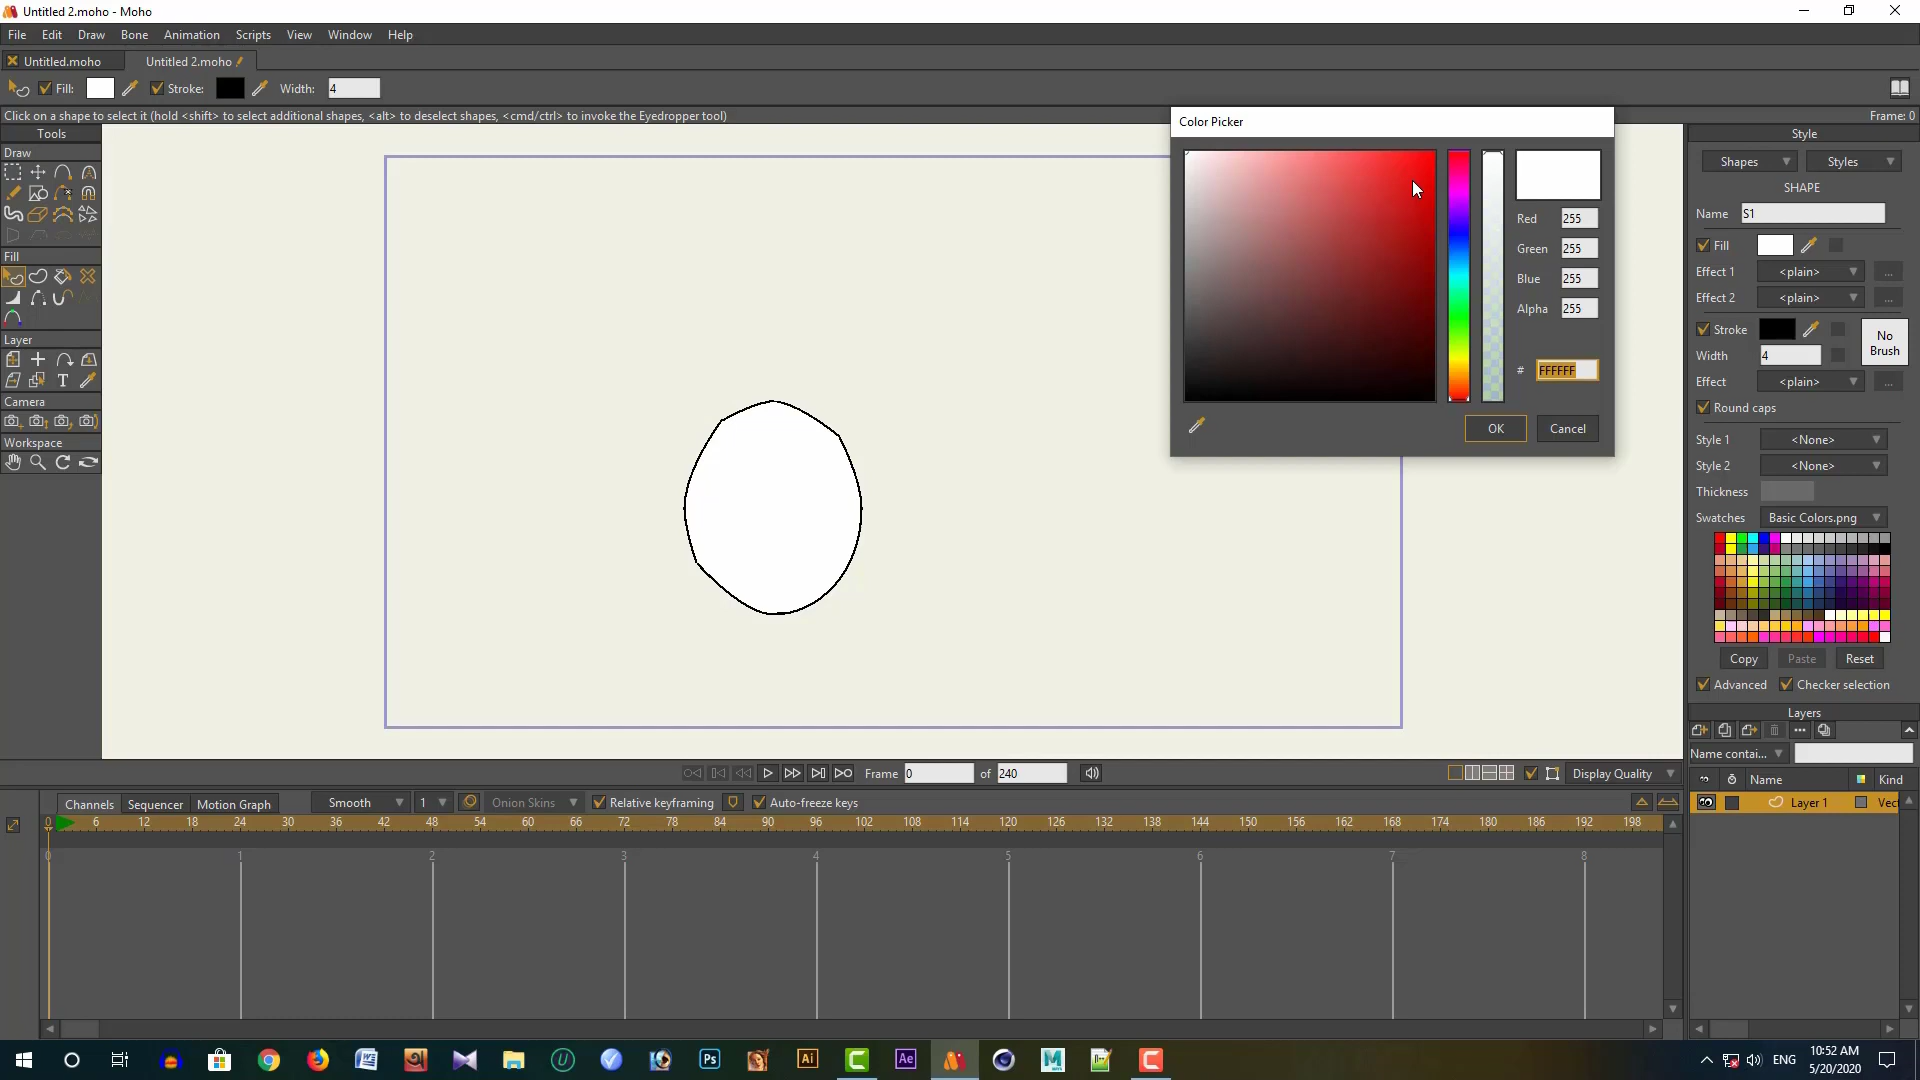 Untitled 2.moho - Moho
File Edit Draw Bone Animation Scripts View Window Help
Untitled.moho Untitled 2.moho
Fill: Stroke: Width: 4
Click on a shape to select it (hold <shift> to select additional shapes, <alt> to deselect shapes, <cmd/ctrl> to invoke the Eyedropper tool) Frame: 0
Tools
Draw
Fill
Layer
Camera
Workspace
Color Picker
Red 255
Green 255
Blue 255
Alpha 255
# FFFFFF
OK Cancel
Style
Shapes Styles
SHAPE
Name S1
Fill
Effect 1 <plain> ...
Effect 2 <plain> ...
Stroke No Brush
Width 4
Effect <plain> ...
Round caps
Style 1 <None>
Style 2 <None>
Thickness
Swatches Basic Colors.png
Copy Paste Reset
Advanced Checker selection
Layers
Name contai...
Name Kind
Layer 1 Vect
Frame 0 of 240 Display Quality
Channels Sequencer Motion Graph Smooth 1 Onion Skins Relative keyframing Auto-freeze keys
0 6 12 18 24 30 36 42 48 54 60 66 72 78 84 90 96 102 108 114 120 126 132 138 144 150 156 162 168 174 180 186 192 198
0 1 2 3 4 5 6 7 8
Ps Ai Ae M
ENG
10:52 AM
5/20/2020